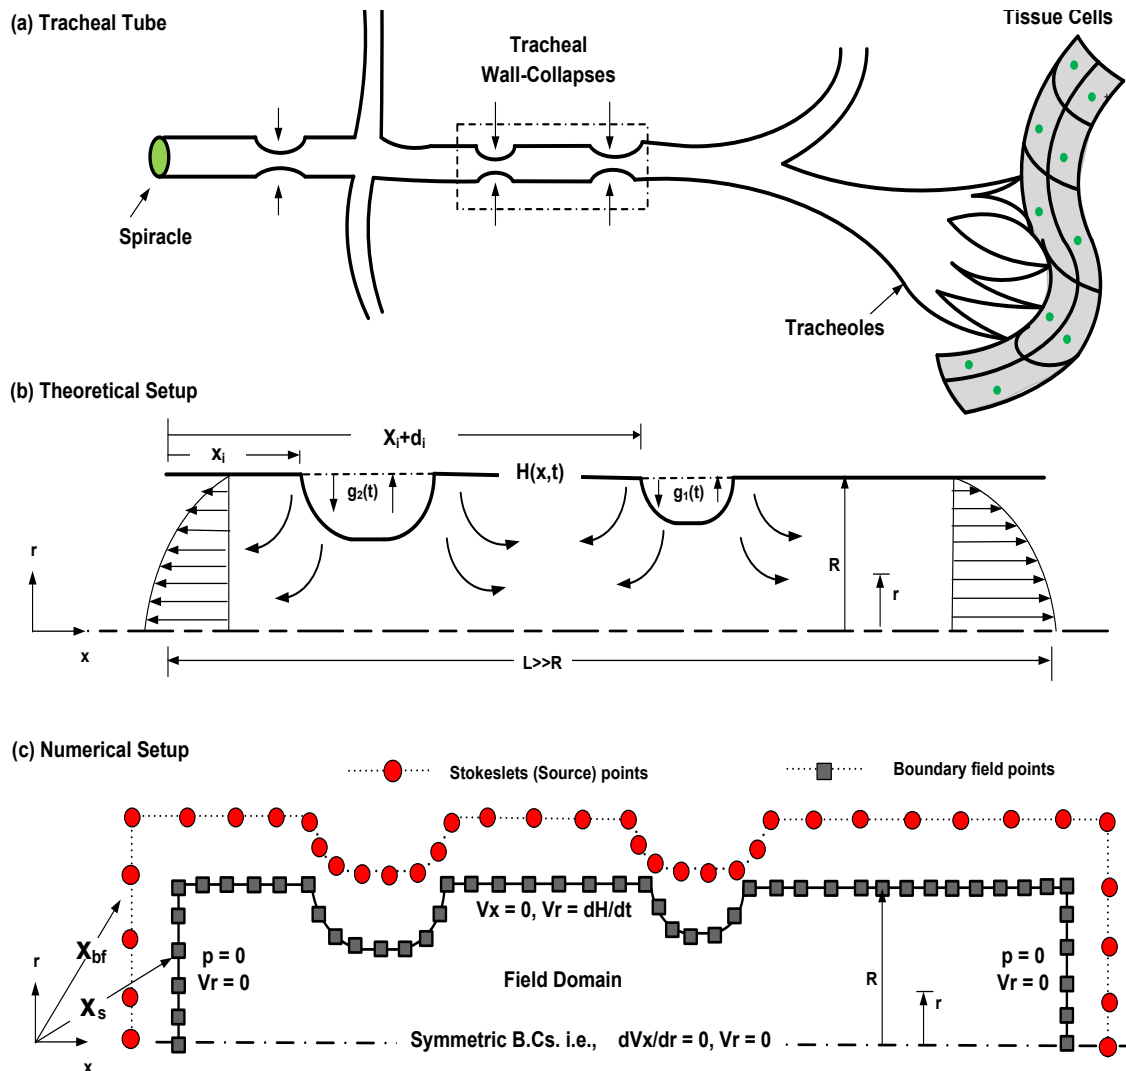 (a) Tracheal Tube
Tissue Cells
Tracheal
Wall-Collapses
Spiracle
Tracheoles
(b) Theoretical Setup
Xi+di
xi
H(x,t)
g2(t)
g1(t)
R
r
r
x
L>>R
(c) Numerical Setup
Stokeslets (Source) points
Boundary field points
Vx = 0, Vr = dH/dt
Xbf
p = 0
Vr = 0
p = 0
Vr = 0
r
Xs
Field Domain
R
r
Symmetric B.Cs. i.e., dVx/dr = 0, Vr = 0
x